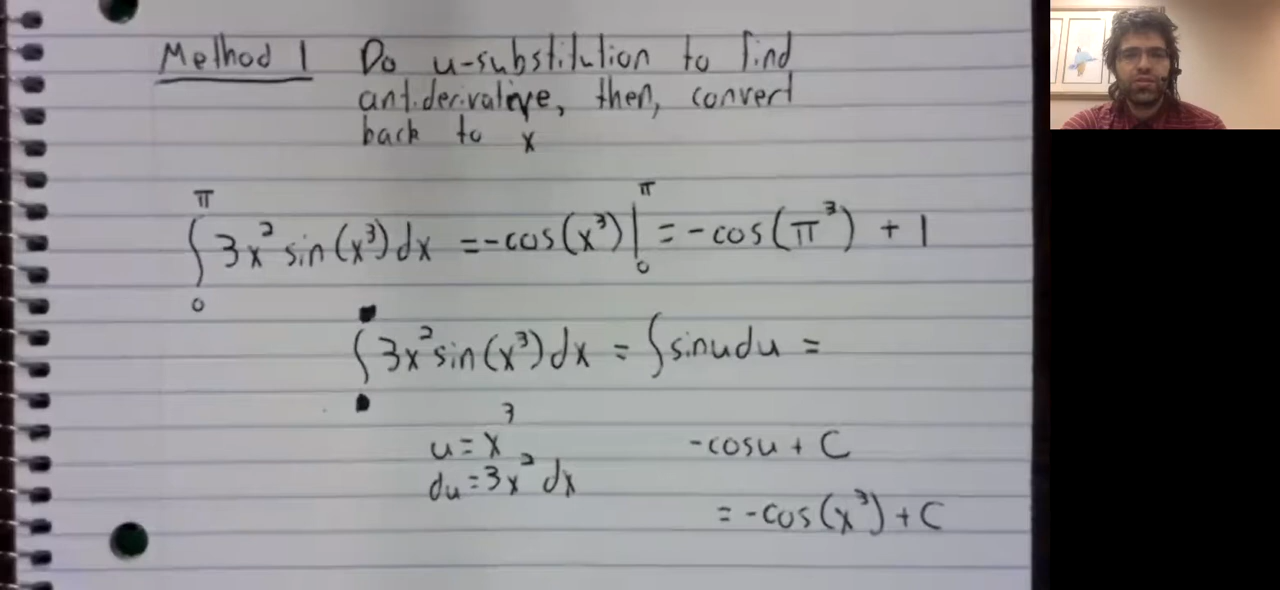 Method 1 Do u-substitution to find
antiderivative, then, convert
back to x
∫₀^π 3x² sin(x³) dx = -cos(x³)|₀^π = -cos(π³) + 1
∫ 3x² sin(x³) dx = ∫ sin u du =
u = x³
-cos u + C
du = 3x² dx
= -cos(x³) + C